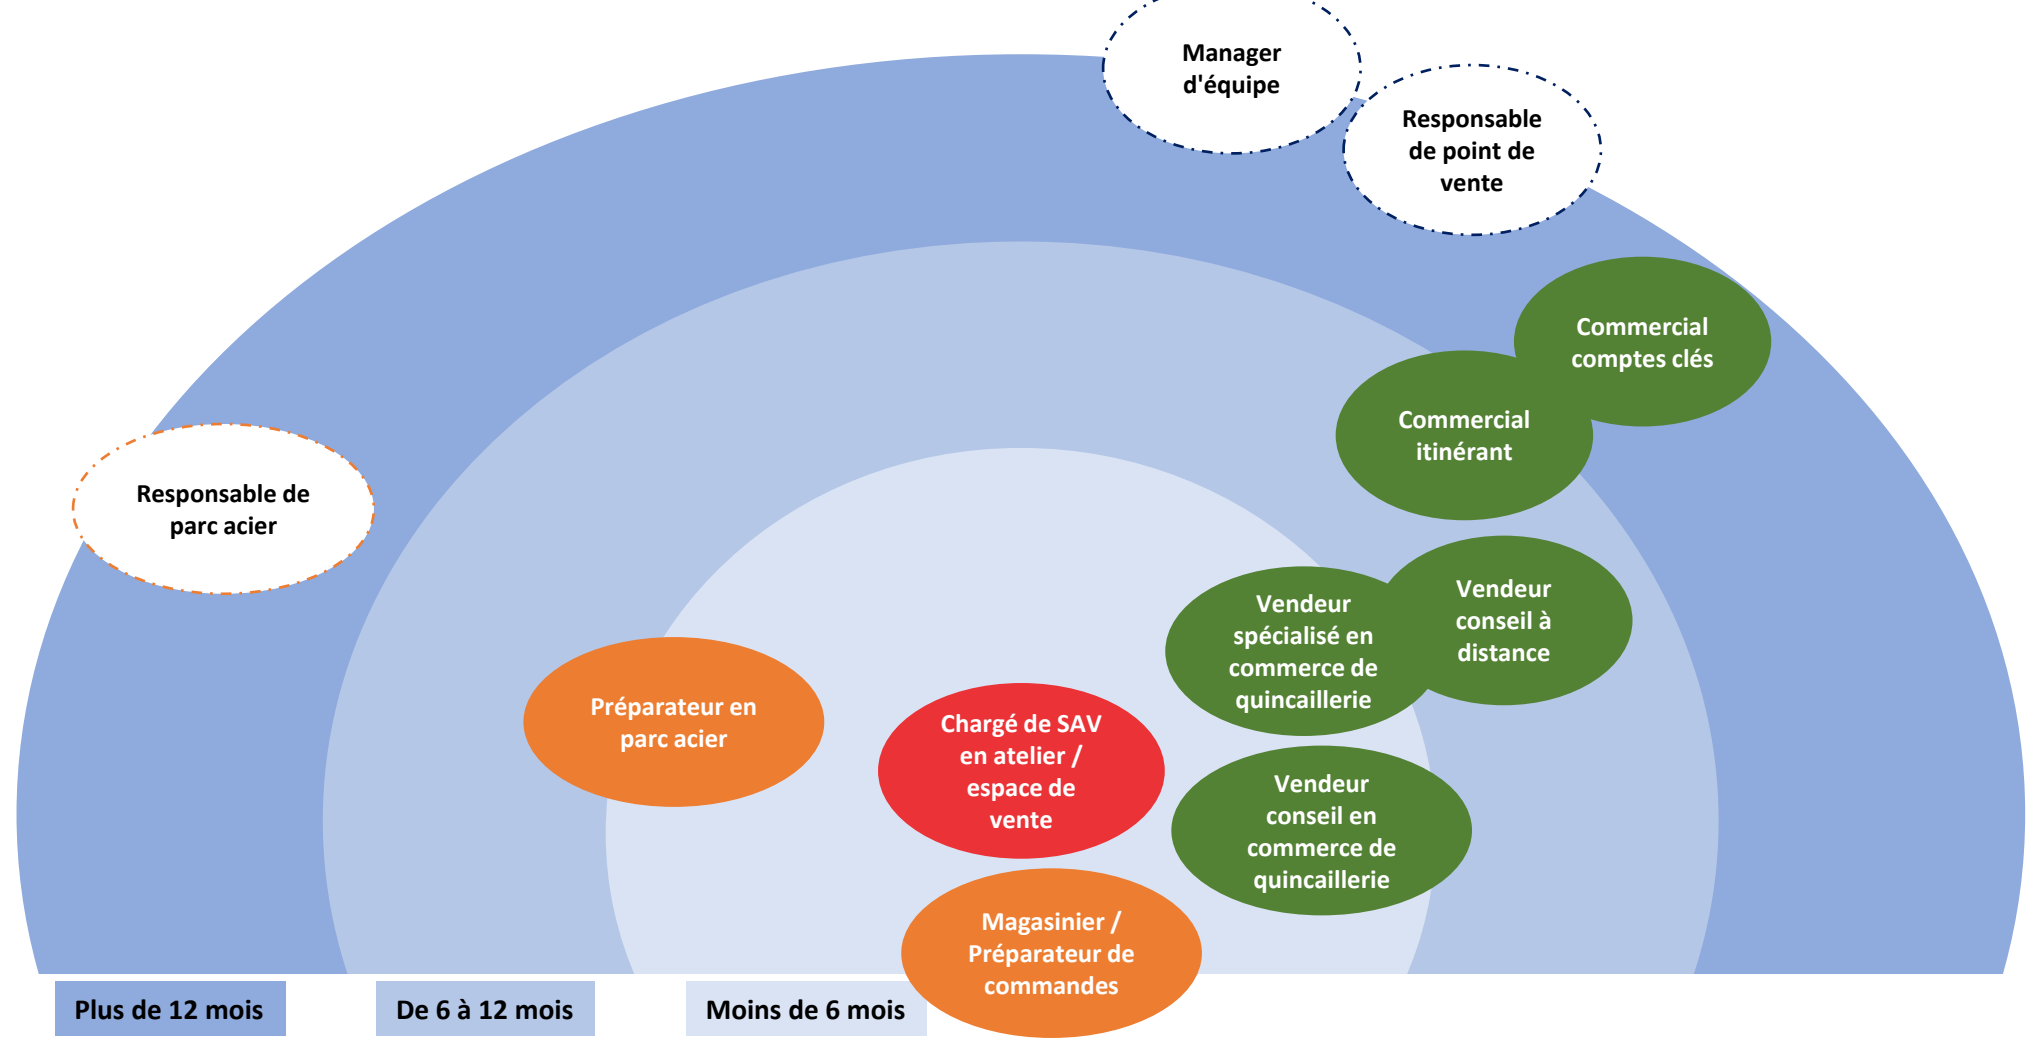 Manager
d'équipe
Responsable
de point de
vente
Commercial
comptes clés
Commercial
itinérant
Responsable de
parc acier
Vendeur
conseil à
distance
Vendeur
spécialisé en
commerce de
quincaillerie
Préparateur en
parc acier
Chargé de SAV
en atelier /
espace de
vente
Vendeur
conseil en
commerce de
quincaillerie
Magasinier /
Préparateur de
commandes
Plus de 12 mois
De 6 à 12 mois
Moins de 6 mois